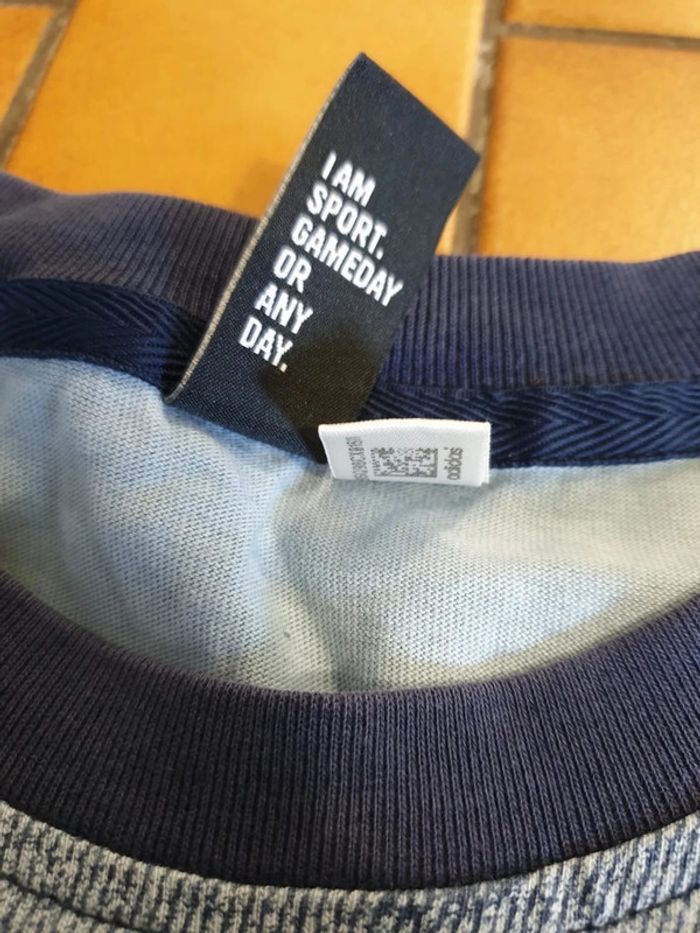 I AM
SPORT.
GAMEDAY
OR
ANY
DAY.
adidas